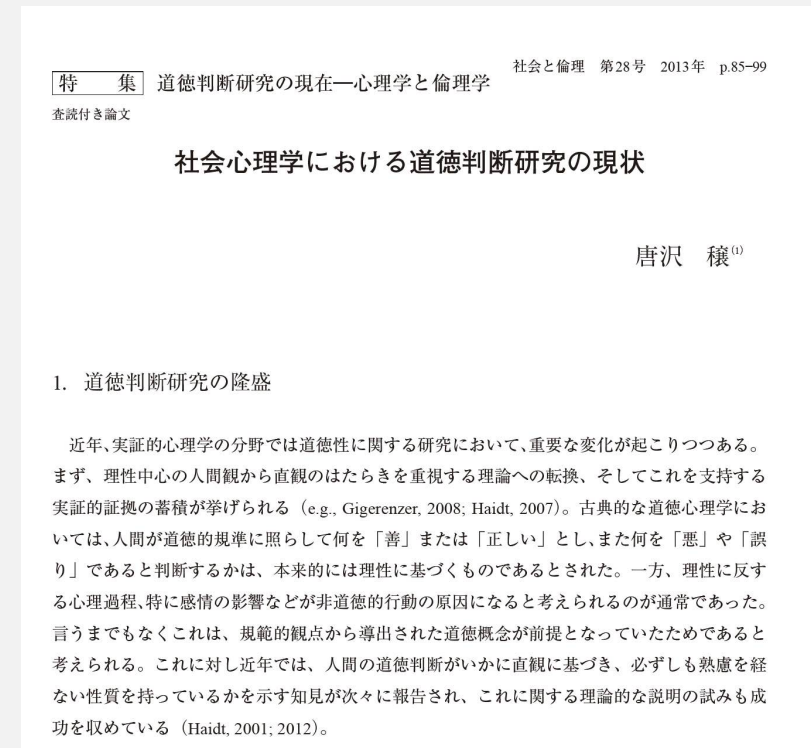 社会と倫理 第28号 2013年 p.85–99
特 集 道徳判断研究の現在―心理学と倫理学
査読付き論文
社会心理学における道徳判断研究の現状
唐沢 穣(1)
1. 道徳判断研究の隆盛
近年、実証的心理学の分野では道徳性に関する研究において、重要な変化が起こりつつある。
まず、理性中心の人間観から直観のはたらきを重視する理論への転換、そしてこれを支持する
実証的証拠の蓄積が挙げられる（e.g., Gigerenzer, 2008; Haidt, 2007）。古典的な道徳心理学にお
いては、人間が道徳的規準に照らして何を「善」または「正しい」とし、また何を「悪」や「誤
り」であると判断するかは、本来的には理性に基づくものであるとされた。一方、理性に反す
る心理過程、特に感情の影響などが非道徳的行動の原因になると考えられるのが通常であった。
言うまでもなくこれは、規範的観点から導出された道徳概念が前提となっていたためであると
考えられる。これに対し近年では、人間の道徳判断がいかに直観に基づき、必ずしも熟慮を経
ない性質を持っているかを示す知見が次々に報告され、これに関する理論的な説明の試みも成
功を収めている（Haidt, 2001; 2012）。